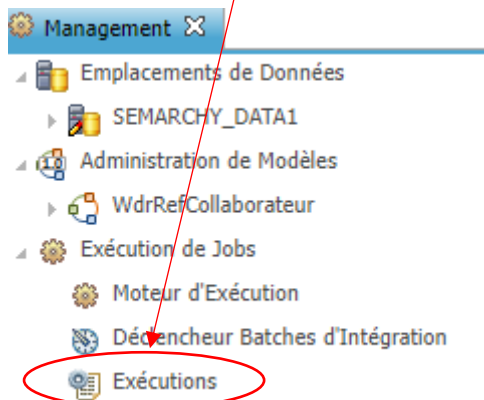 Management
Emplacements de Données
SEMARCHY_DATA1
Administration de Modèles
WdrRefCollaborateur
Exécution de Jobs
Moteur d'Exécution
Déclencheur Batches d'Intégration
Exécutions